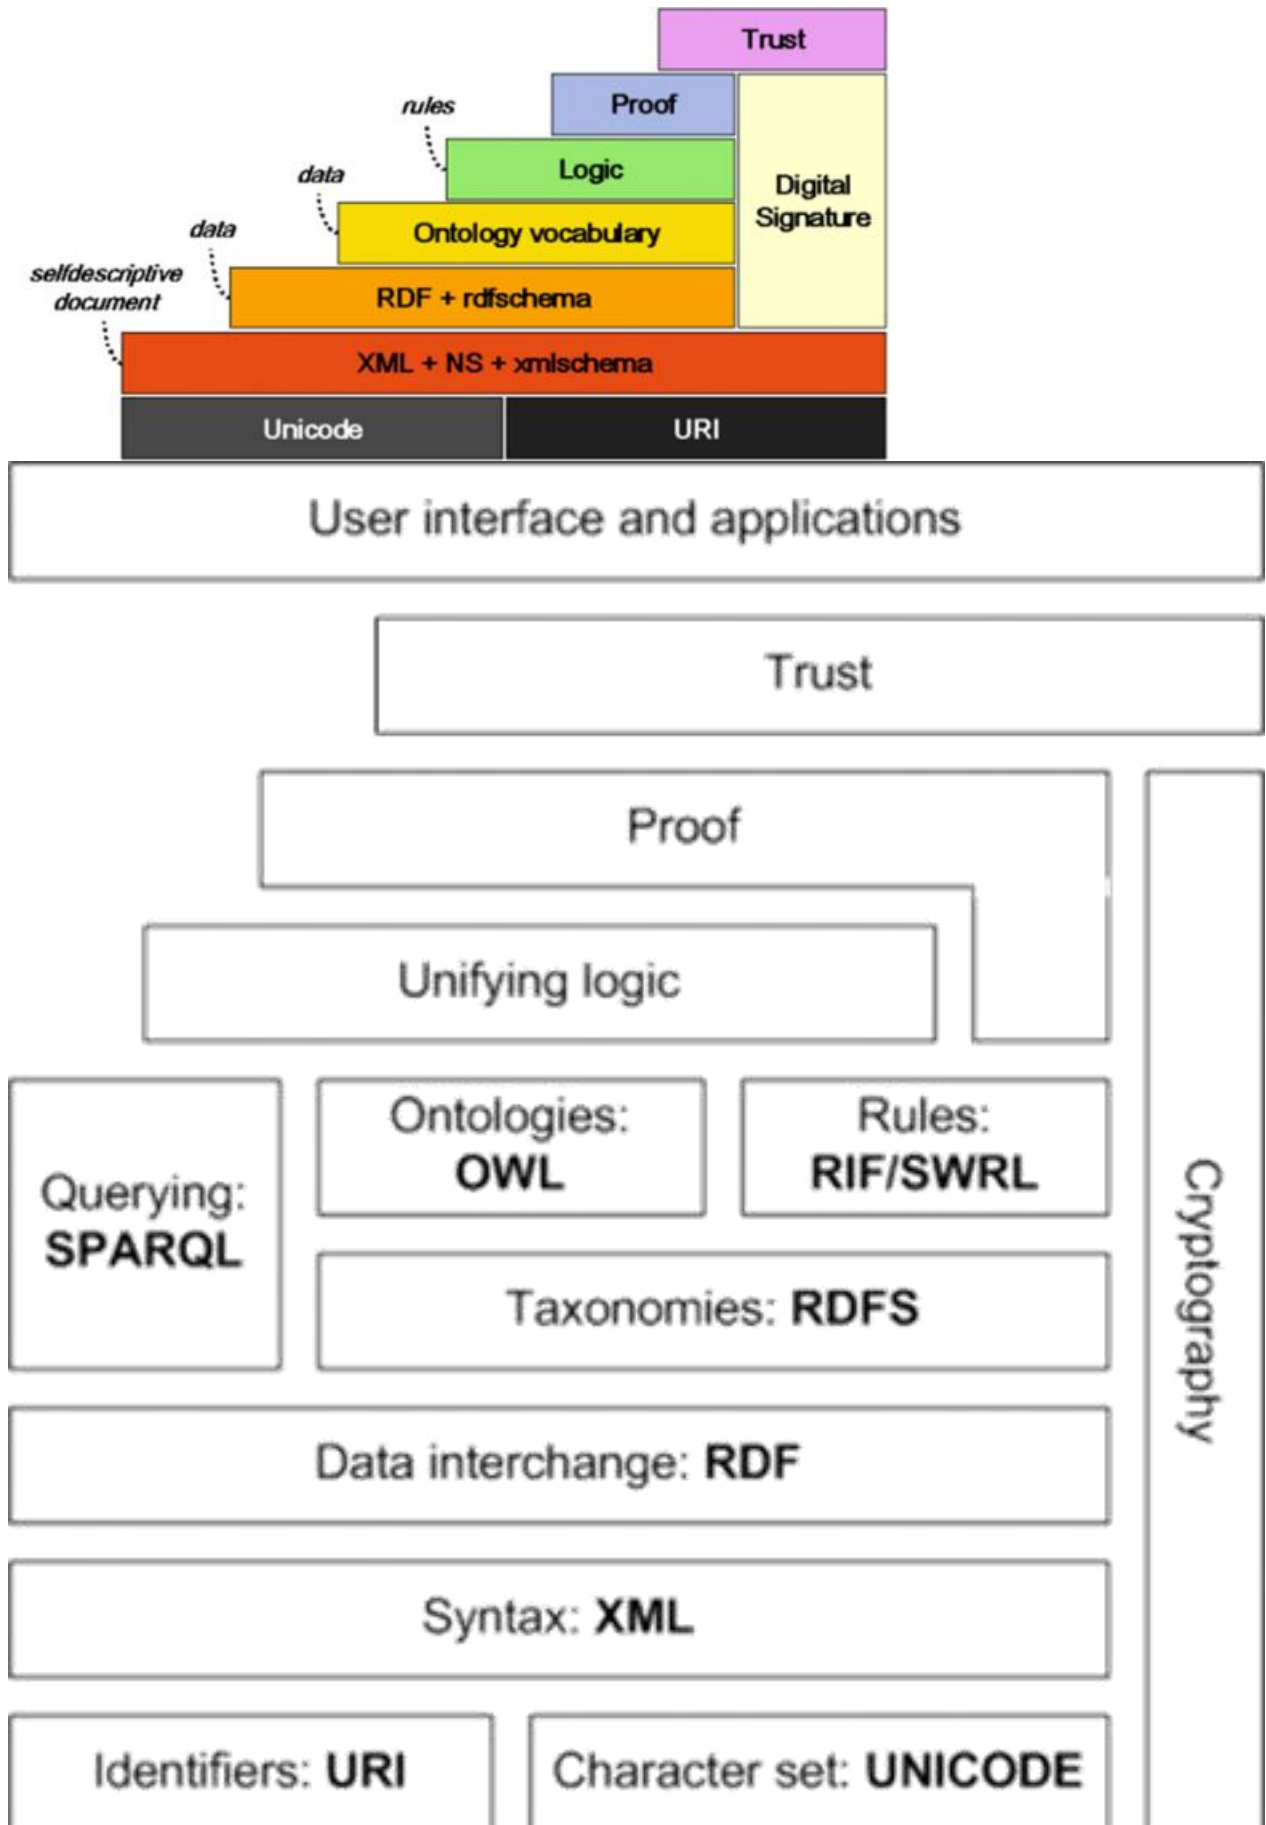 Trust
Proof
rules
Logic
Digital
Signature
data
Ontology vocabulary
data
RDF + rdfschema
selfdescriptive
document
XML + NS + xmlschema
Unicode
URI
User interface and applications
Trust
Proof
Unifying logic
Querying:
SPARQL
Ontologies:
OWL
Rules:
RIF/SWRL
Taxonomies: RDFS
Cryptography
Data interchange: RDF
Syntax: XML
Identifiers: URI
Character set: UNICODE